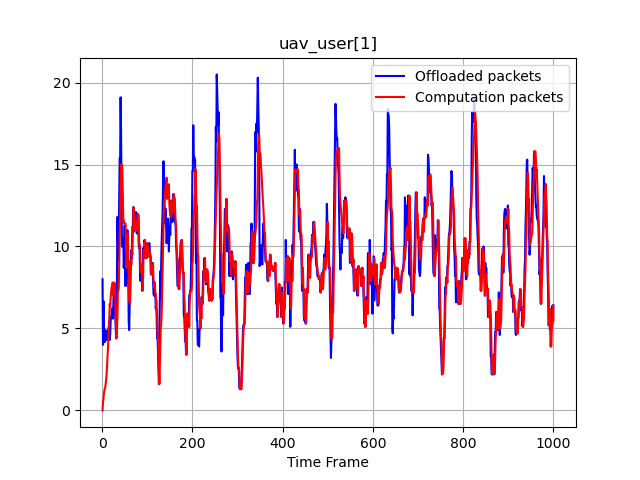 uav_user[1]
Offloaded packets
Computation packets
20
15
10
5
0
0 200 400 600 800 1000
Time Frame